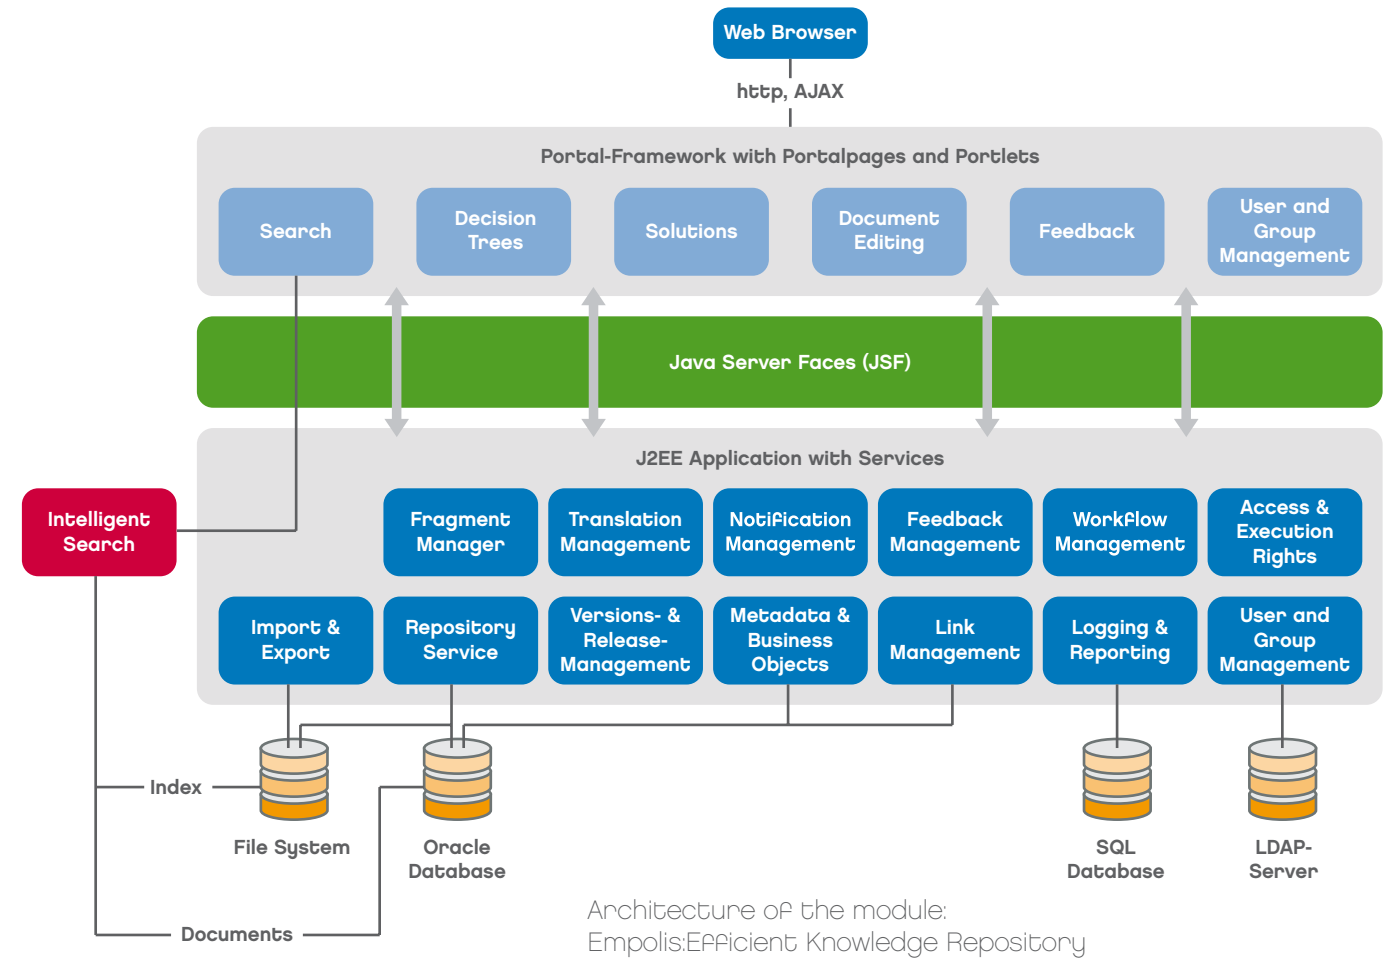 Web Browser
http, AJAX
Portal-Framework with Portalpages and Portlets
Search
Decision
Trees
Solutions
Document
Editing
Feedback
User and
Group
Management
Java Server Faces (JSF)
J2EE Application with Services
Intelligent
Search
Fragment
Manager
Translation
Management
Notification
Management
Feedback
Management
Workflow
Management
Access &
Execution
Rights
Import &
Export
Repository
Service
Versions- &
Release-
Management
Metadata &
Business
Objects
Link
Management
Logging &
Reporting
User and
Group
Management
Index
File System
Oracle
Database
SQL
Database
LDAP-
Server
Documents
Architecture of the module:
Empolis:Efficient Knowledge Repository